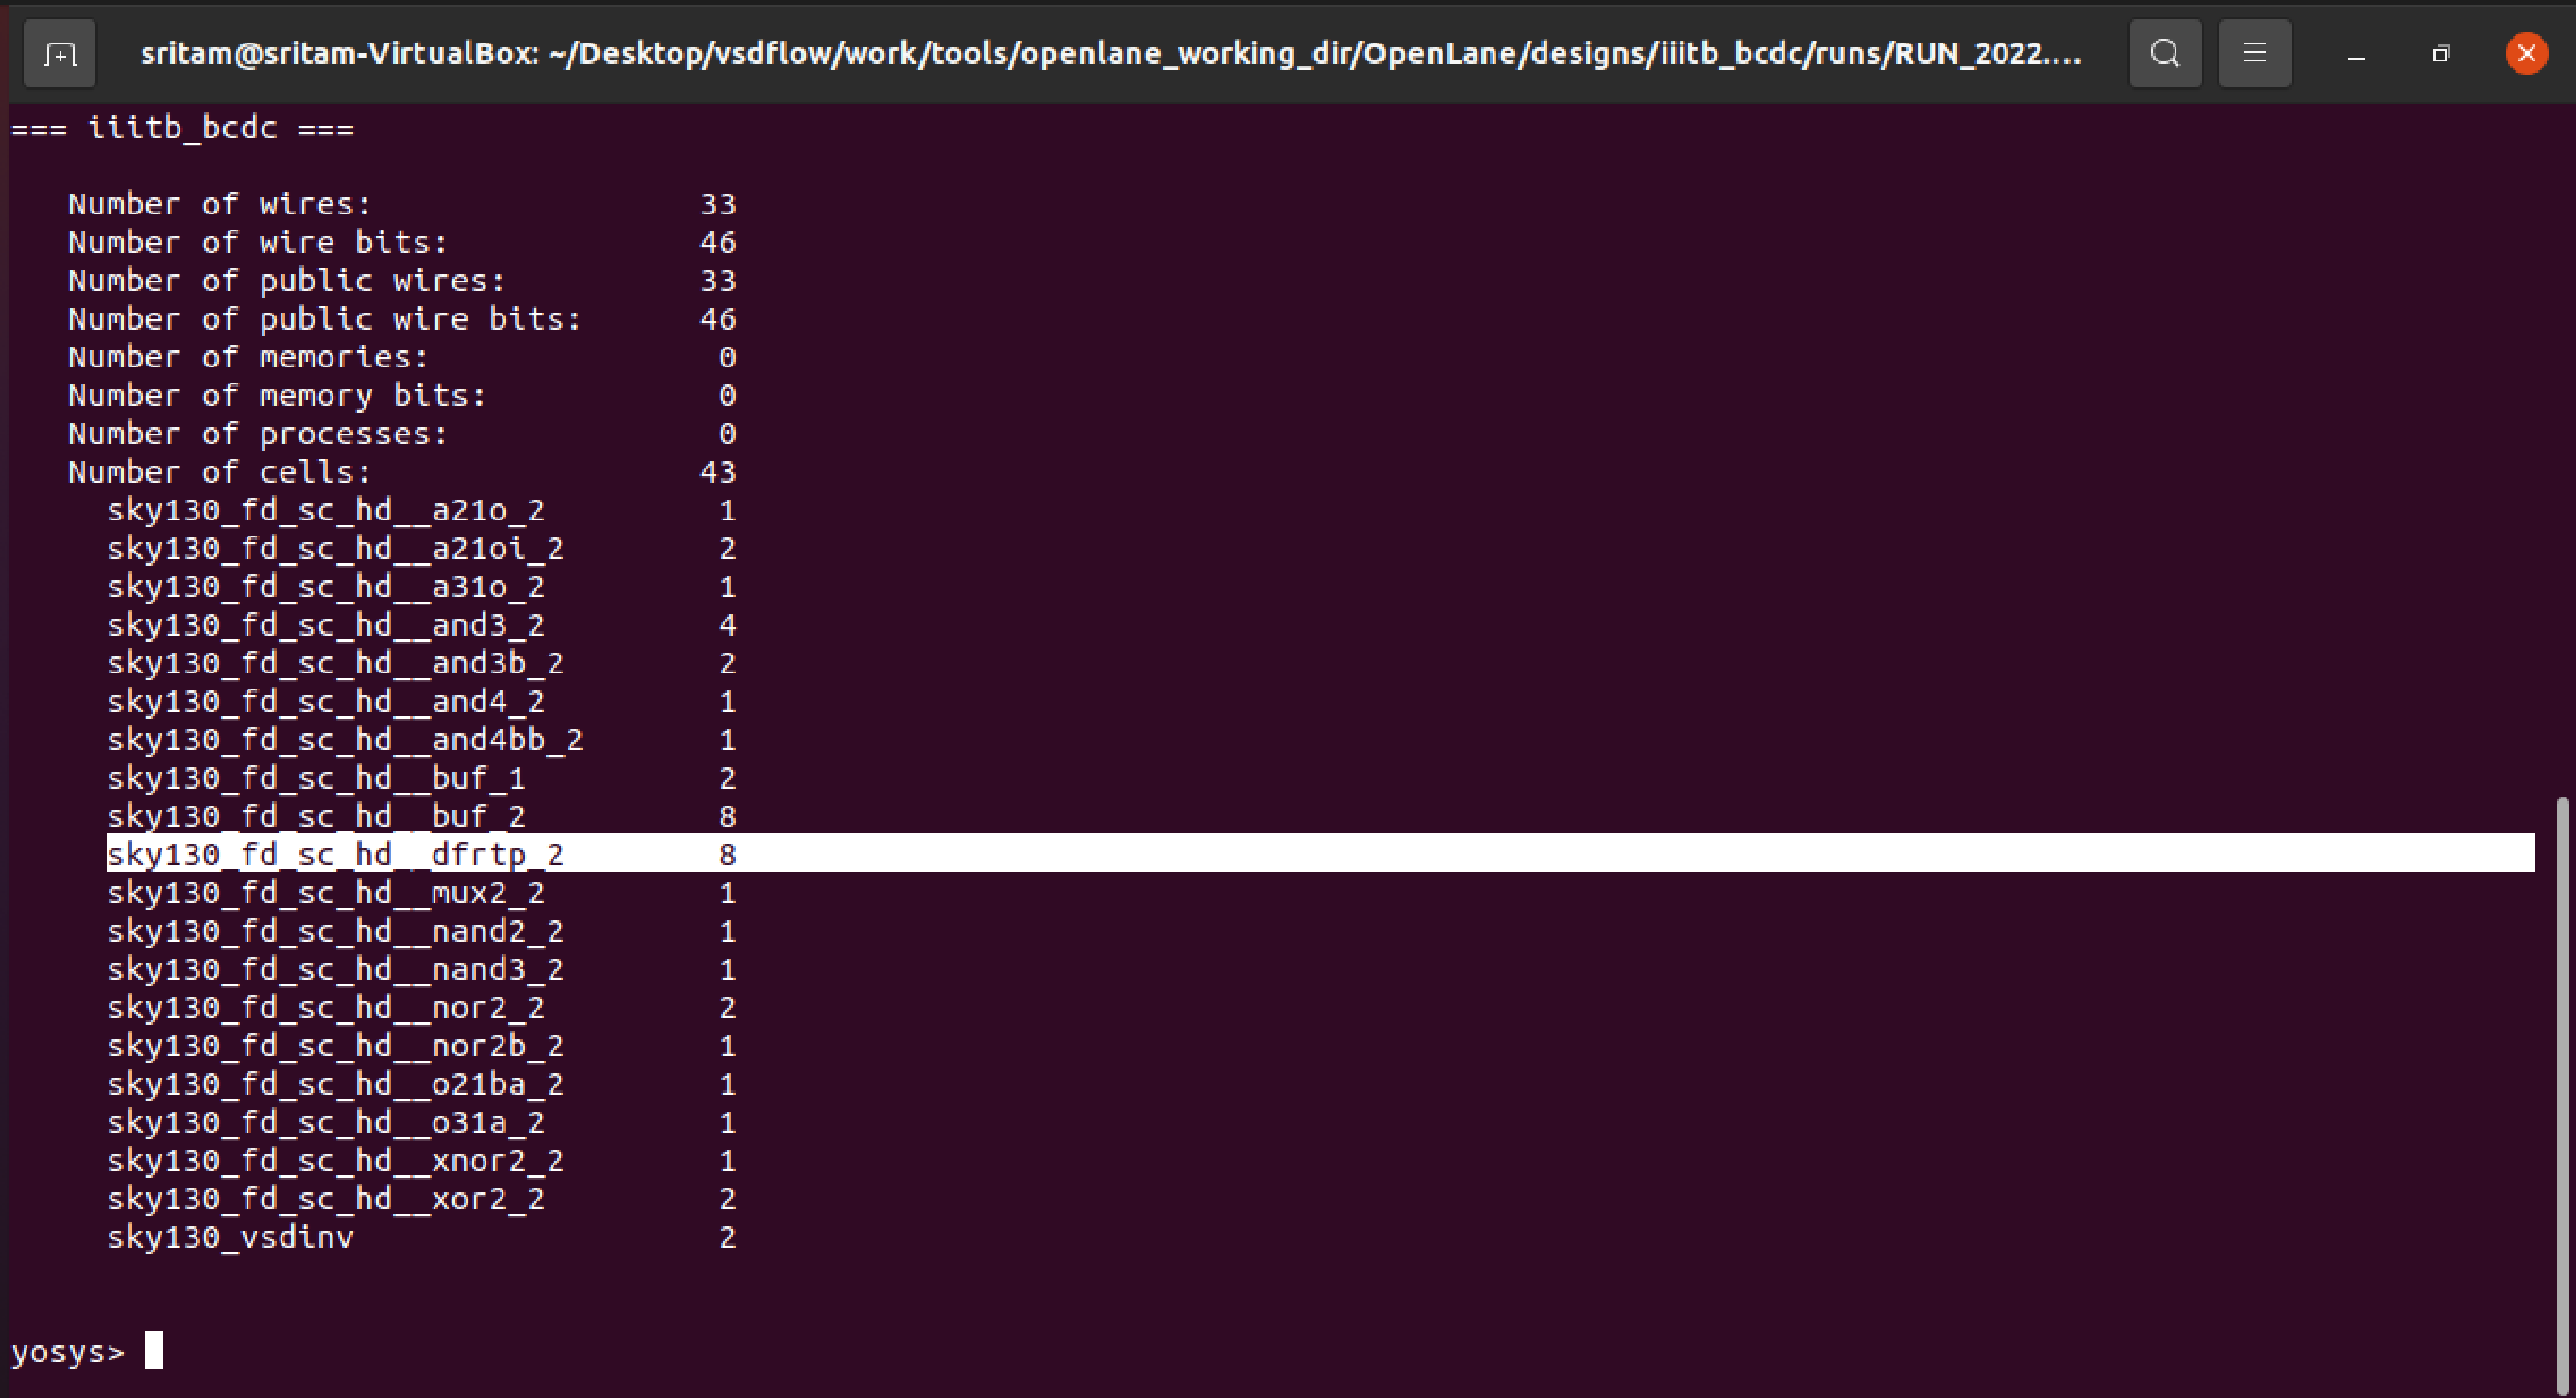 sritam@sritam-VirtualBox: ~/Desktop/vsdflow/work/tools/openlane_working_dir/OpenLane/designs/iiitb_bcdc/runs/RUN_2022....
=== iiitb_bcdc ===
Number of wires: 33
Number of wire bits: 46
Number of public wires: 33
Number of public wire bits: 46
Number of memories: 0
Number of memory bits: 0
Number of processes: 0
Number of cells: 43
sky130_fd_sc_hd__a21o_2 1
sky130_fd_sc_hd__a21oi_2 2
sky130_fd_sc_hd__a31o_2 1
sky130_fd_sc_hd__and3_2 4
sky130_fd_sc_hd__and3b_2 2
sky130_fd_sc_hd__and4_2 1
sky130_fd_sc_hd__and4bb_2 1
sky130_fd_sc_hd__buf_1 2
sky130_fd_sc_hd__buf_2 8
sky130_fd_sc_hd__dfrtp_2 8
sky130_fd_sc_hd__mux2_2 1
sky130_fd_sc_hd__nand2_2 1
sky130_fd_sc_hd__nand3_2 1
sky130_fd_sc_hd__nor2_2 2
sky130_fd_sc_hd__nor2b_2 1
sky130_fd_sc_hd__o21ba_2 1
sky130_fd_sc_hd__o31a_2 1
sky130_fd_sc_hd__xnor2_2 1
sky130_fd_sc_hd__xor2_2 2
sky130_vsdinv 2
yosys>